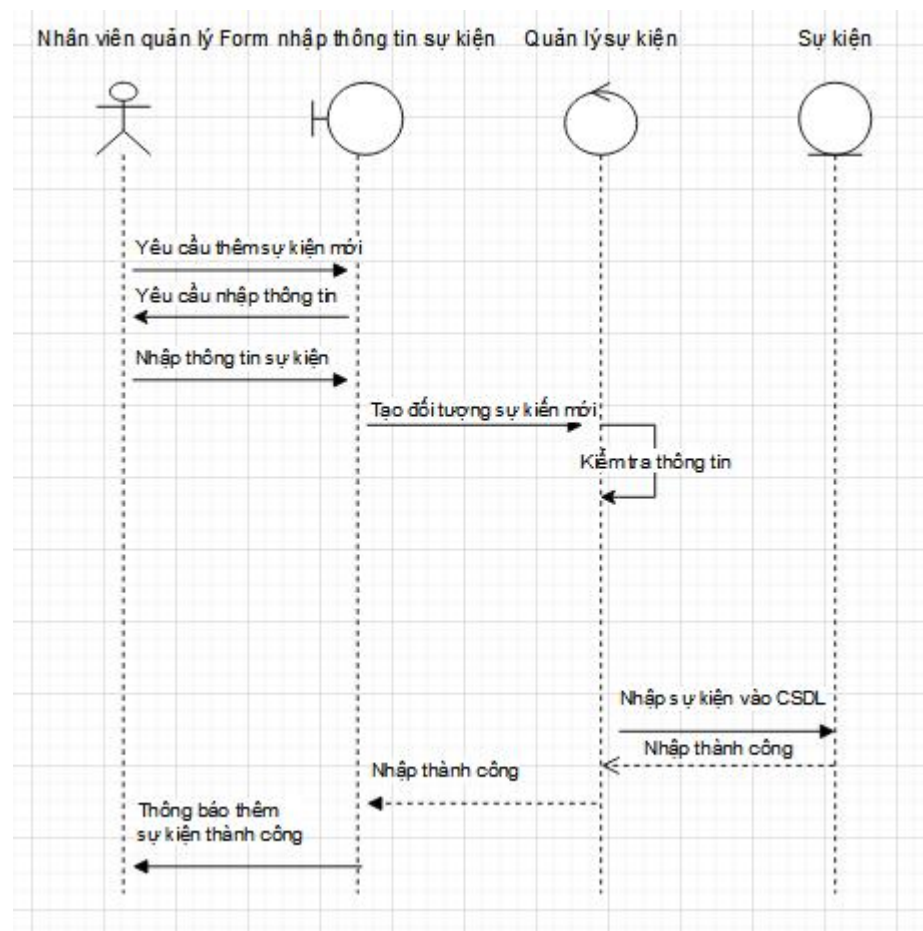 Nhân viên quản lý Form nhập thông tin sự kiện Quản lý sự kiện Sự kiện
Yêu cầu thêm sự kiện mới
Yêu cầu nhập thông tin
Nhập thông tin sự kiện
Tạo đối tượng sự kiến mới
Kiểm tra thông tin
Nhập sự kiện vào CSDL
Nhập thành công
Nhập thành công
Thông báo thêm
sự kiện thành công